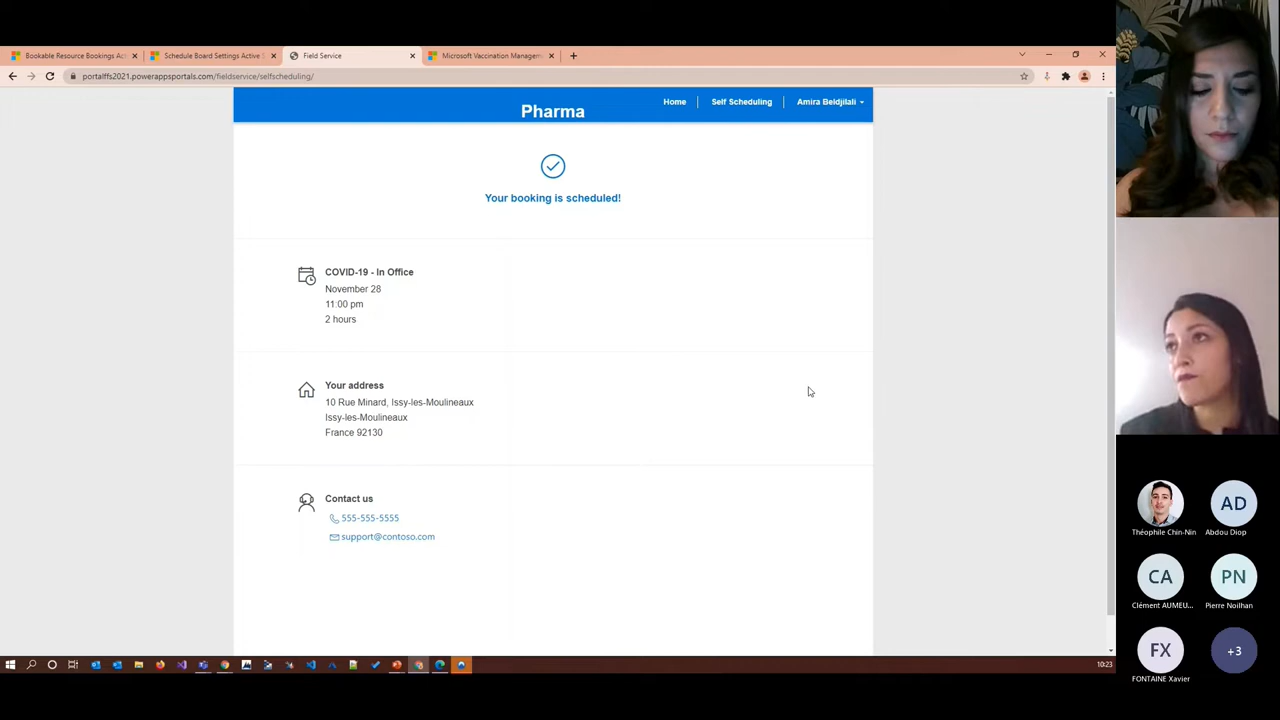 Bookable Resource Bookings Ac
Schedule Board Settings Active S
Field Service
Microsoft Vaccination Managem
portalffs2021.powerappsportals.com/fieldservice/selfscheduling/
Pharma
Home
Self Scheduling
Amira Beldjilali
Your booking is scheduled!
COVID-19 - In Office
November 28
11:00 pm
2 hours
Your address
10 Rue Minard, Issy-les-Moulineaux
Issy-les-Moulineaux
France 92130
Contact us
555-555-5555
support@contoso.com
10:23
AD
Théophile Chin-Nin
Abdou Diop
CA
PN
Clément AUMEU...
Pierre Noilhan
FX
+3
FONTAINE Xavier